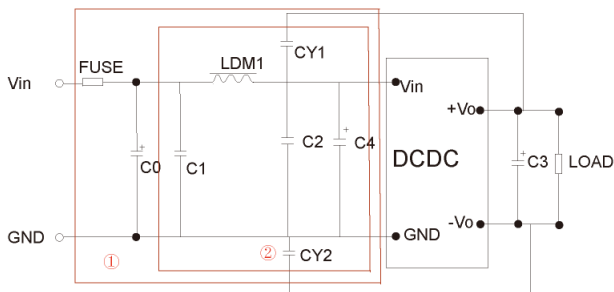 CY1
FUSE
LDM1
Vin
Vin
+Vo
C0
+
C1
C2
+
C4
DCDC
+
C3
LOAD
-Vo
GND
GND
①
②
CY2